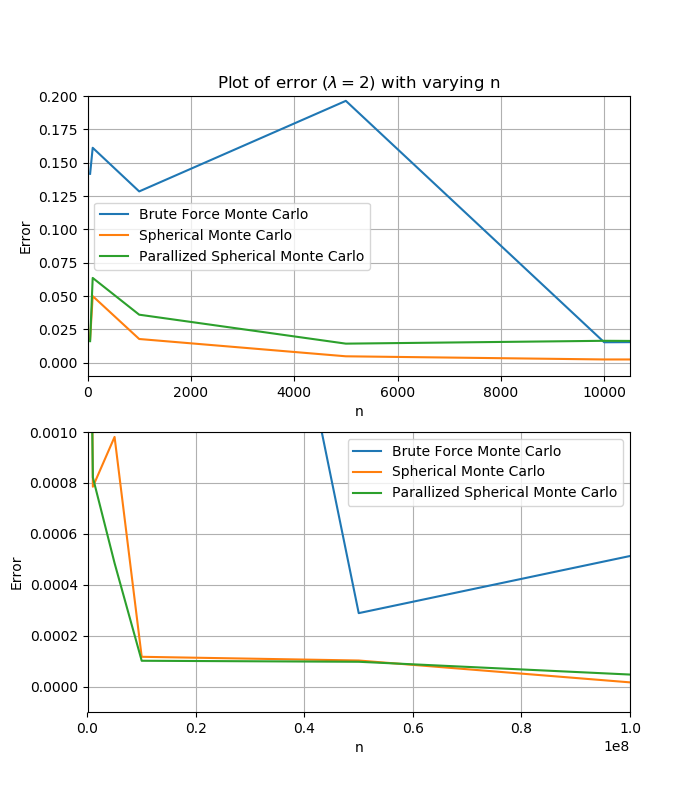 Plot of error (λ = 2) with varying n
0.200
0.175
0.150
0.125
0.100
0.075
0.050
0.025
0.000
Error
Brute Force Monte Carlo
Spherical Monte Carlo
Parallized Spherical Monte Carlo
0 2000 4000 6000 8000 10000
n
0.0010
0.0008
0.0006
0.0004
0.0002
0.0000
Error
Brute Force Monte Carlo
Spherical Monte Carlo
Parallized Spherical Monte Carlo
0.0 0.2 0.4 0.6 0.8 1.0
n
1e8